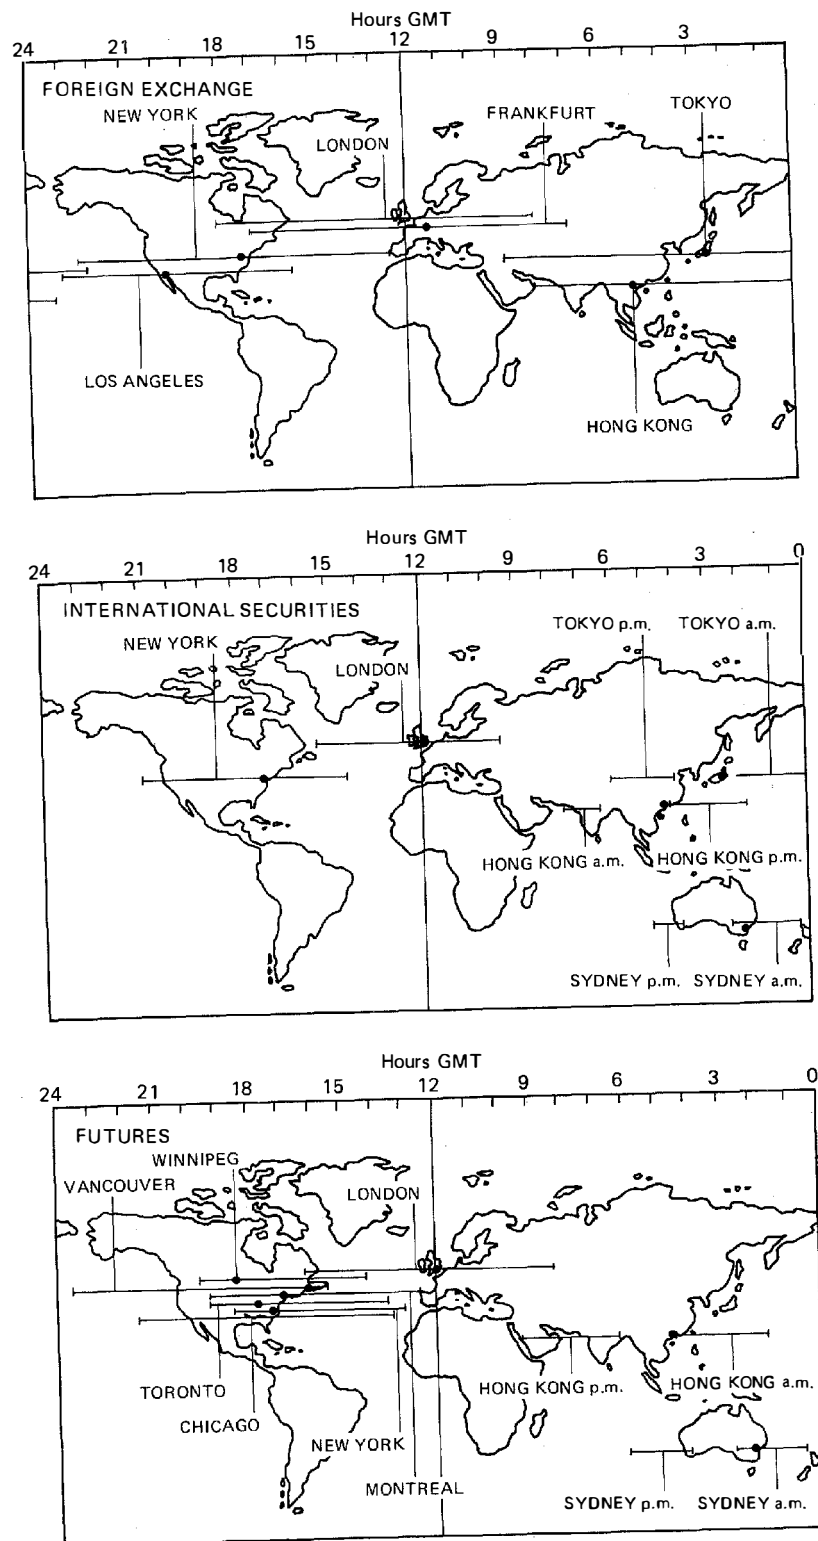 Hours GMT
24 21 18 15 12 9 6 3
FOREIGN EXCHANGE
NEW YORK
LONDON
FRANKFURT
TOKYO
LOS ANGELES
HONG KONG
Hours GMT
24 21 18 15 12 9 6 3 0
INTERNATIONAL SECURITIES
NEW YORK
LONDON
TOKYO p.m. TOKYO a.m.
HONG KONG a.m. HONG KONG p.m.
SYDNEY p.m. SYDNEY a.m.
Hours GMT
24 21 18 15 12 9 6 3 0
FUTURES
WINNIPEG
VANCOUVER
LONDON
TORONTO
CHICAGO
NEW YORK
MONTREAL
HONG KONG p.m. HONG KONG a.m.
SYDNEY p.m. SYDNEY a.m.